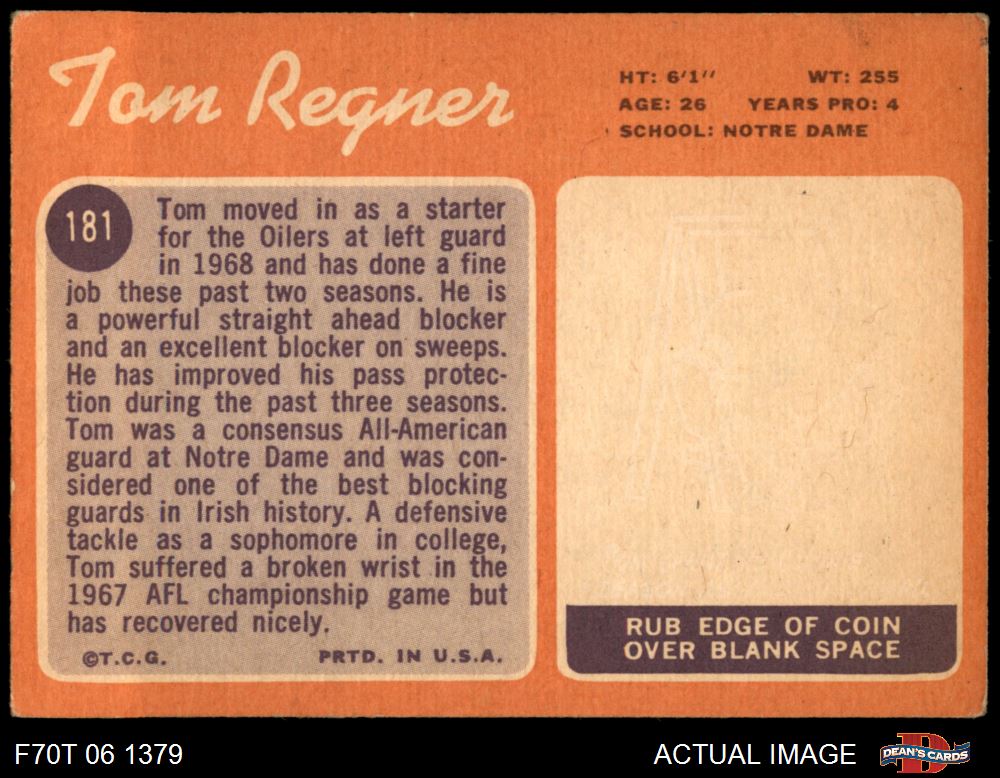 Tom Regner
HT: 6'1" WT: 255
AGE: 26 YEARS PRO: 4
SCHOOL: NOTRE DAME
181
Tom moved in as a starter
for the Oilers at left guard
in 1968 and has done a fine
job these past two seasons. He is
a powerful straight ahead blocker
and an excellent blocker on sweeps.
He has improved his pass protec-
tion during the past three seasons.
Tom was a consensus All-American
guard at Notre Dame and was con-
sidered one of the best blocking
guards in Irish history. A defensive
tackle as a sophomore in college,
Tom suffered a broken wrist in the
1967 AFL championship game but
has recovered nicely.
©T.C.G. PRTD. IN U.S.A.
RUB EDGE OF COIN
OVER BLANK SPACE
F70T 06 1379
ACTUAL IMAGE
DEAN'S CARDS